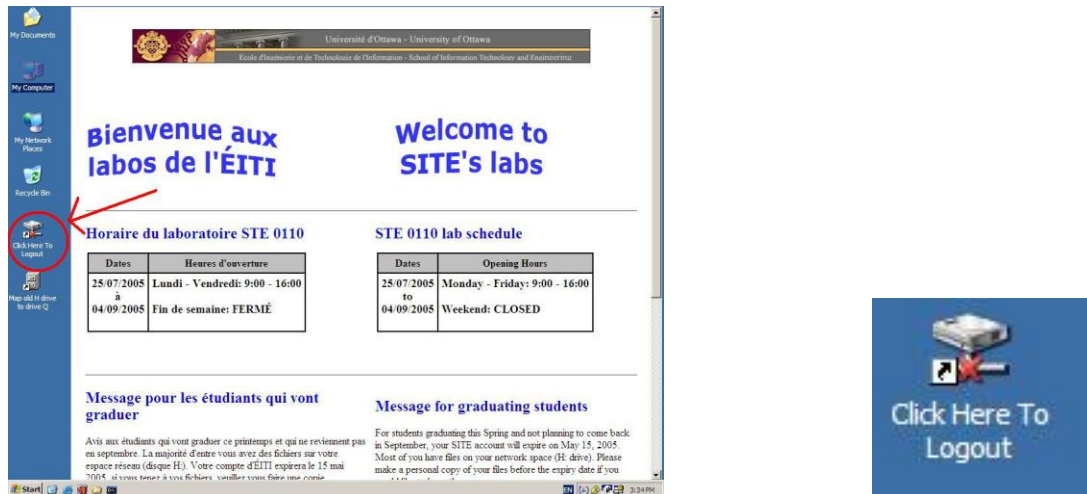 My Documents
My Computer
My Network
Places
Recycle Bin
Click Here To
Logout
Map old H drive
to drive Q
Université d'Ottawa - University of Ottawa
École d'Ingénierie et de Technologie de l'Information - School of Information Technology and Engineering
Bienvenue aux
labos de l'ÉITI
Welcome to
SITE's labs
Horaire du laboratoire STE 0110
Dates Heures d'ouverture
25/07/2005 Lundi - Vendredi: 9:00 - 16:00
à
04/09/2005 Fin de semaine: FERMÉ
STE 0110 lab schedule
Dates Opening Hours
25/07/2005 Monday - Friday: 9:00 - 16:00
to
04/09/2005 Weekend: CLOSED
Message pour les étudiants qui vont
graduer
Avis aux étudiants qui vont graduer ce printemps et qui ne reviennent pas
en septembre. La majorité d'entre vous avez des fichiers sur votre
espace réseau (disque H:). Votre compte d'ÉITI expirera le 15 mai
2005, si vous tenez à vos fichiers, veuillez vous faire une copie
Message for graduating students
For students graduating this Spring and not planning to come back
in September, your SITE account will expire on May 15, 2005.
Most of you have files on your network space (H: drive). Please
make a personal copy of your files before the expiry date if you
Start
EN
3:34 PM
Click Here To
Logout